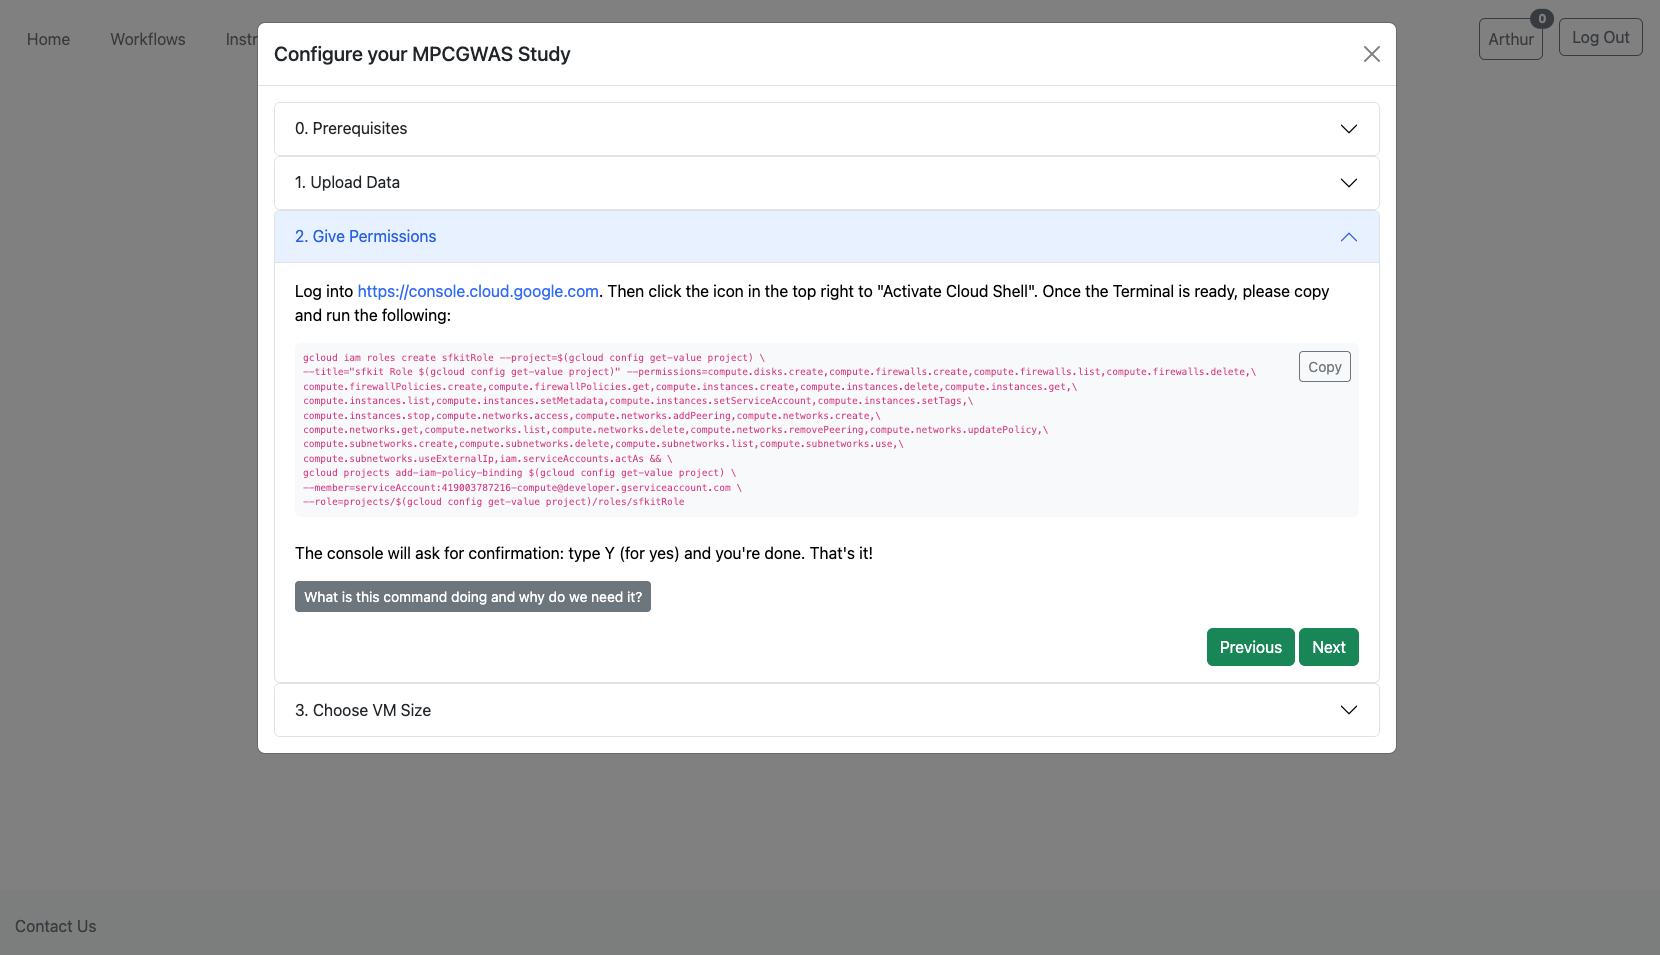 Home
Workflows
Instr
Arthur
0
Log Out
Configure your MPCGWAS Study
0. Prerequisites
1. Upload Data
2. Give Permissions
Log into https://console.cloud.google.com. Then click the icon in the top right to "Activate Cloud Shell". Once the Terminal is ready, please copy
and run the following:
gcloud iam roles create sfkitRole --project=$(gcloud config get-value project) \
--title="sfkit Role $(gcloud config get-value project)" --permissions=compute.disks.create,compute.firewalls.create,compute.firewalls.list,compute.firewalls.delete,\
compute.firewallPolicies.create,compute.firewallPolicies.get,compute.instances.create,compute.instances.delete,compute.instances.get,\
compute.instances.list,compute.instances.setMetadata,compute.instances.setServiceAccount,compute.instances.setTags,\
compute.instances.stop,compute.networks.access,compute.networks.addPeering,compute.networks.create,\
compute.networks.get,compute.networks.list,compute.networks.delete,compute.networks.removePeering,compute.networks.updatePolicy,\
compute.subnetworks.create,compute.subnetworks.delete,compute.subnetworks.list,compute.subnetworks.use,\
compute.subnetworks.useExternalIp,iam.serviceAccounts.actAs && \
gcloud projects add-iam-policy-binding $(gcloud config get-value project) \
--member=serviceAccount:419003787216-compute@developer.gserviceaccount.com \
--role=projects/$(gcloud config get-value project)/roles/sfkitRole
Copy
The console will ask for confirmation: type Y (for yes) and you're done. That's it!
What is this command doing and why do we need it?
Previous
Next
3. Choose VM Size
Contact Us